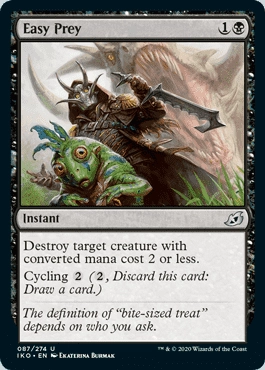 Easy Prey 1
Instant
Destroy target creature with
converted mana cost 2 or less.
Cycling 2 (2, Discard this card:
Draw a card.)
The definition of “bite-sized treat”
depends on who you ask.
087/274 U
IKO • EN EKATERINA BURMAK
™ & © 2020 Wizards of the Coast